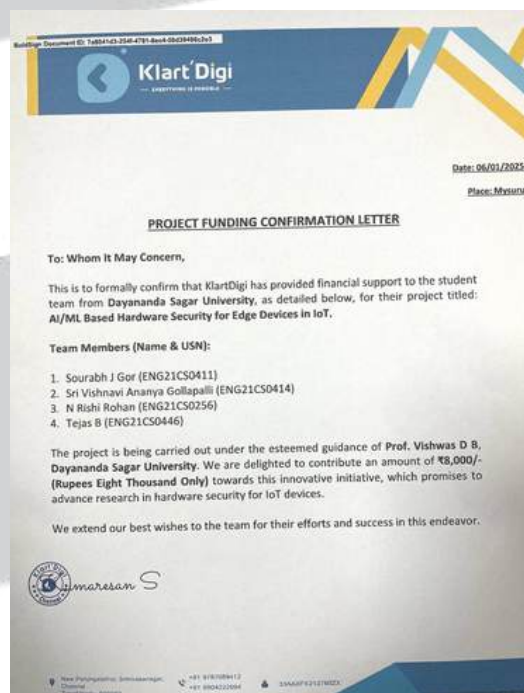 Klart'Digi
EVERYTHING IS POSSIBLE
Date: 06/01/2025
Place: Mysuru
PROJECT FUNDING CONFIRMATION LETTER
To: Whom It May Concern,
This is to formally confirm that KlartDigi has provided financial support to the student
team from Dayananda Sagar University, as detailed below, for their project titled:
AI/ML Based Hardware Security for Edge Devices in IoT.
Team Members (Name & USN):
1. Sourabh J Gor (ENG21CS0411)
2. Sri Vishnavi Ananya Gollapalli (ENG21CS0414)
3. N Rishi Rohan (ENG21CS0256)
4. Tejas B (ENG21CS0446)
The project is being carried out under the esteemed guidance of Prof. Vishwas D B,
Dayananda Sagar University. We are delighted to contribute an amount of ₹8,000/-
(Rupees Eight Thousand Only) towards this innovative initiative, which promises to
advance research in hardware security for IoT devices.
We extend our best wishes to the team for their efforts and success in this endeavor.